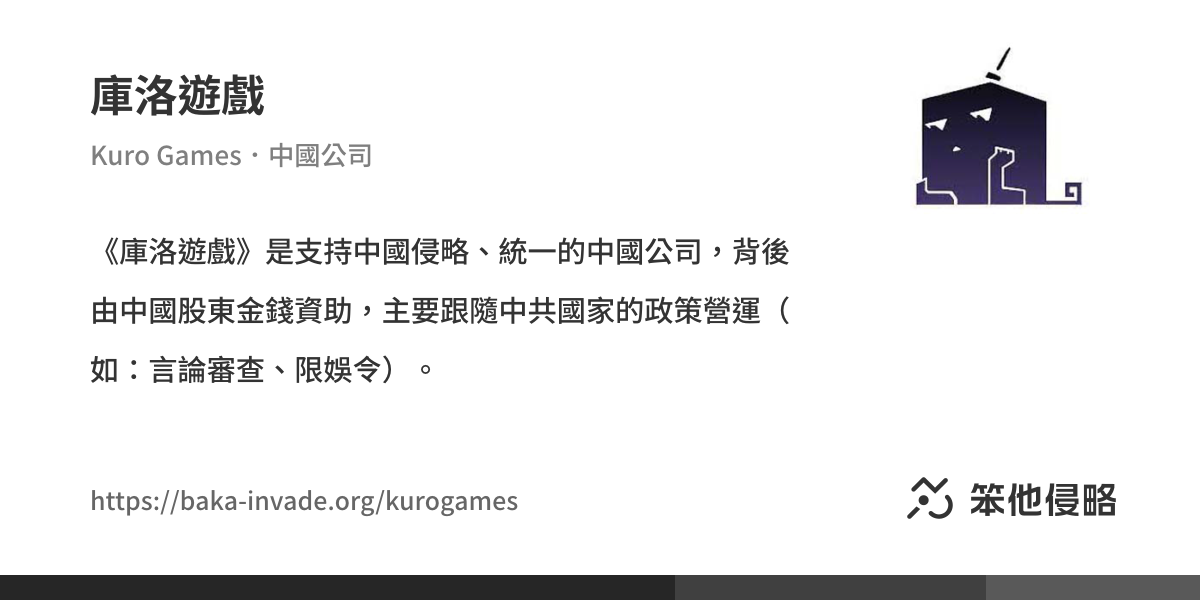 庫洛遊戲
Kuro Games・中國公司
《庫洛遊戲》是支持中國侵略、統一的中國公司，背後
由中國股東金錢資助，主要跟隨中共國家的政策營運（
如：言論審查、限娛令）。
https://baka-invade.org/kurogames
笨他侵略